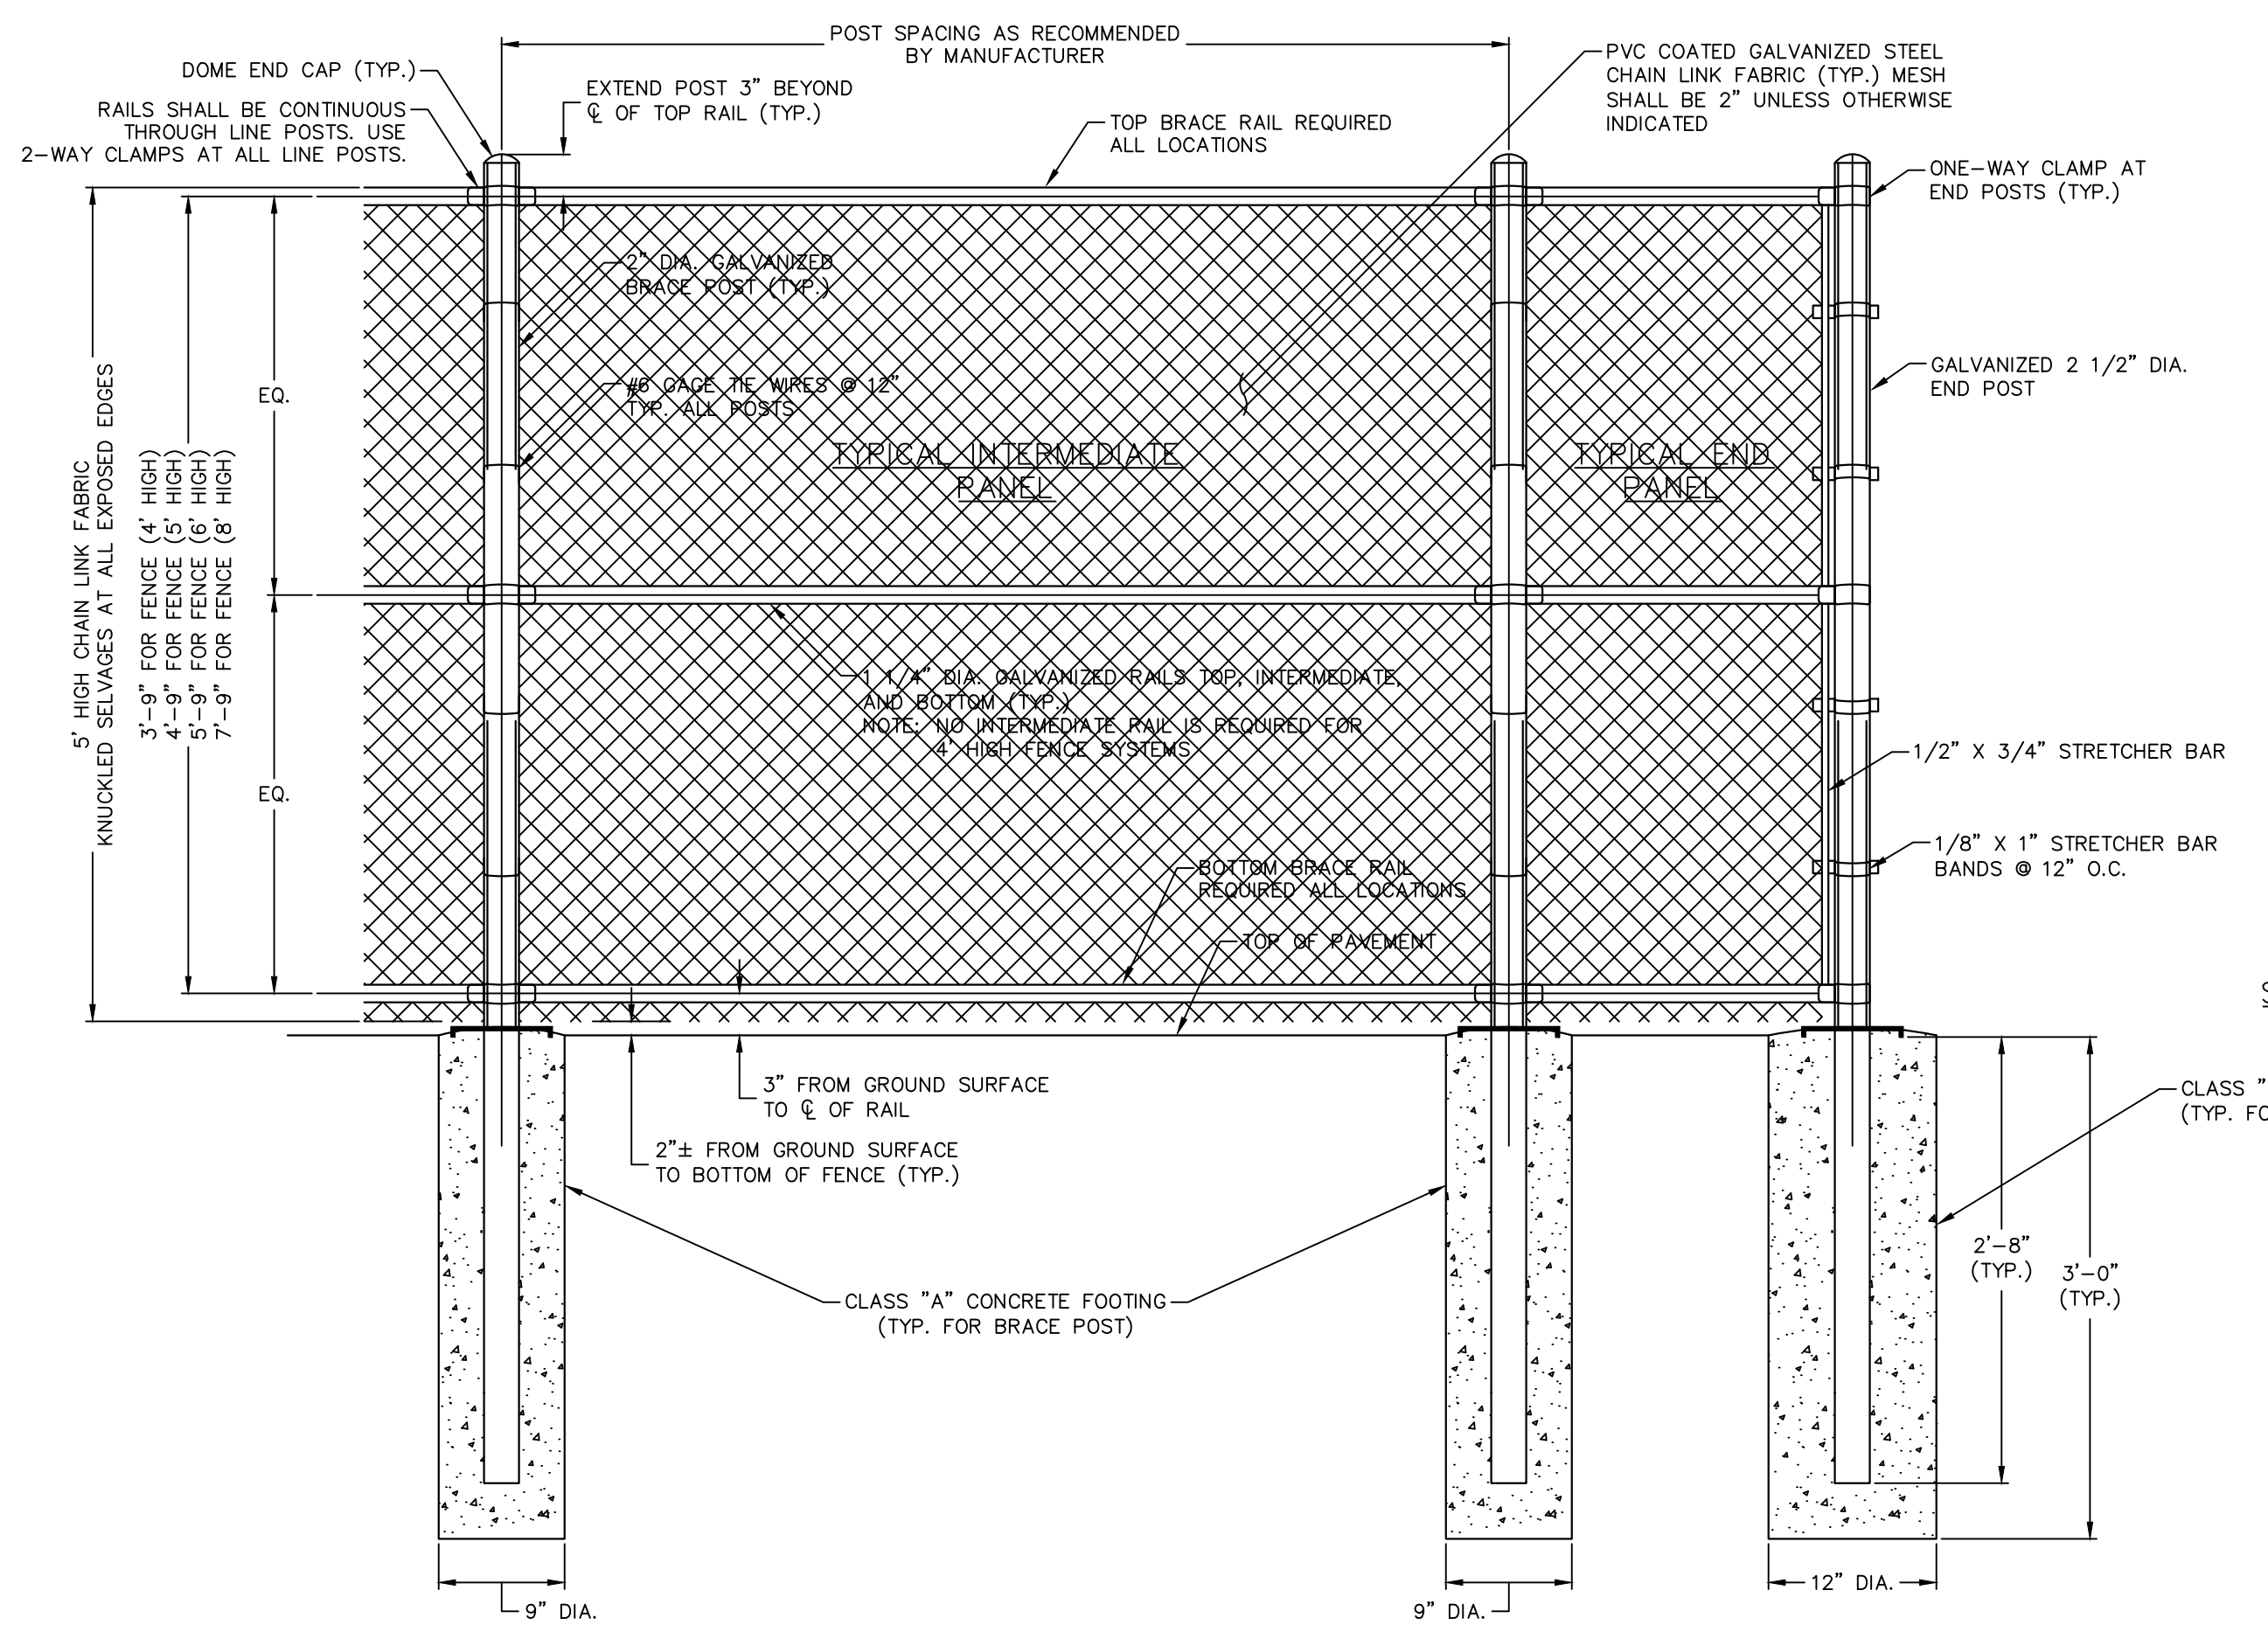 POST SPACING AS RECOMMENDED
BY MANUFACTURER
DOME END CAP (TYP.)
EXTEND POST 3" BEYOND
℄ OF TOP RAIL (TYP.)
RAILS SHALL BE CONTINUOUS
THROUGH LINE POSTS. USE
2-WAY CLAMPS AT ALL LINE POSTS.
TOP BRACE RAIL REQUIRED
ALL LOCATIONS
PVC COATED GALVANIZED STEEL
CHAIN LINK FABRIC (TYP.) MESH
SHALL BE 2" UNLESS OTHERWISE
INDICATED
ONE-WAY CLAMP AT
END POSTS (TYP.)
2" DIA. GALVANIZED
BRACE POST (TYP.)
#6 GAGE TIE WIRES @ 12"
TYP. ALL POSTS
GALVANIZED 2 1/2" DIA.
END POST
TYPICAL INTERMEDIATE
PANEL
TYPICAL END
PANEL
5' HIGH CHAIN LINK FABRIC
KNUCKLED SELVAGES AT ALL EXPOSED EDGES
3'-9" FOR FENCE (4' HIGH)
4'-9" FOR FENCE (5' HIGH)
5'-9" FOR FENCE (6' HIGH)
7'-9" FOR FENCE (8' HIGH)
EQ.
EQ.
1 1/4" DIA. GALVANIZED RAILS TOP, INTERMEDIATE,
AND BOTTOM (TYP.)
NOTE: NO INTERMEDIATE RAIL IS REQUIRED FOR
4' HIGH FENCE SYSTEMS
1/2" X 3/4" STRETCHER BAR
1/8" X 1" STRETCHER BAR
BANDS @ 12" O.C.
BOTTOM BRACE RAIL
REQUIRED ALL LOCATIONS
TOP OF PAVEMENT
3" FROM GROUND SURFACE
TO ℄ OF RAIL
2"± FROM GROUND SURFACE
TO BOTTOM OF FENCE (TYP.)
CLASS "
(TYP. FO
CLASS "A" CONCRETE FOOTING
(TYP. FOR BRACE POST)
2'-8"
(TYP.)
3'-0"
(TYP.)
9" DIA.
9" DIA.
12" DIA.